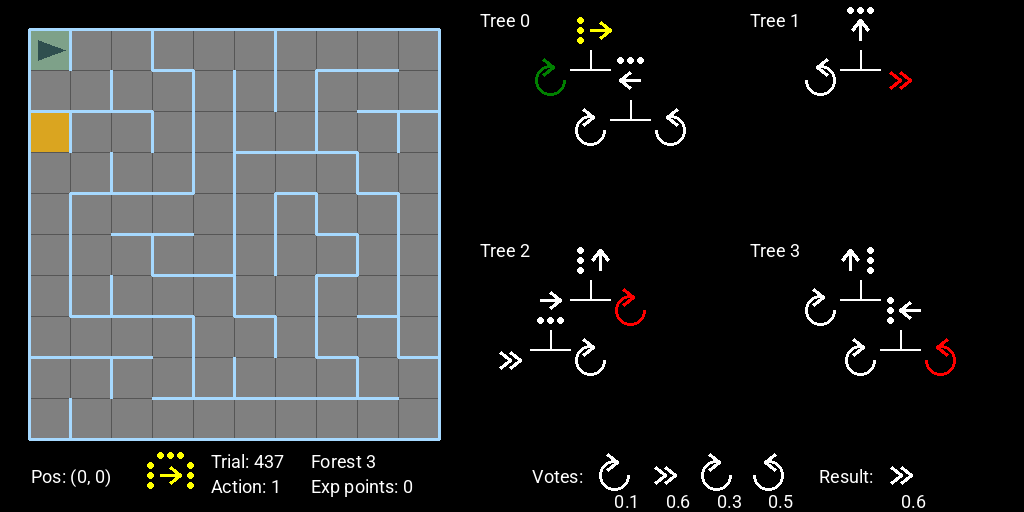 Tree 0
Tree 1
Tree 2
Tree 3
Pos: (0, 0)
Trial: 437
Forest 3
Action: 1
Exp points: 0
Votes:
0.1
0.6
0.3
0.5
Result:
0.6